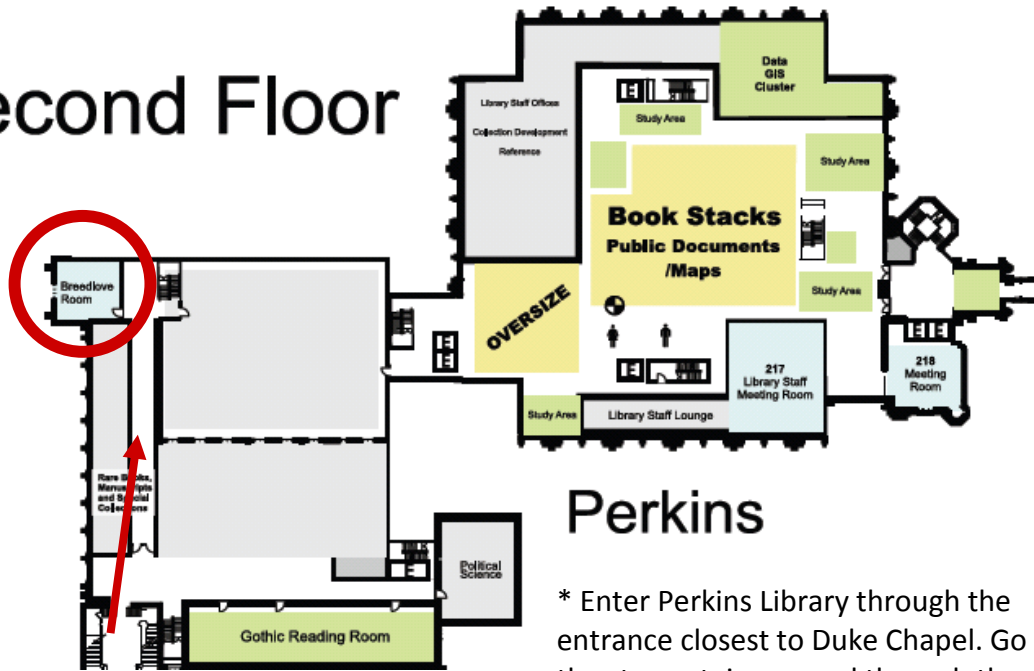 econd Floor
Data
GIS
Cluster
Library Staff Offices
Collection Development
Reference
Study Area
Study Area
Book Stacks
Public Documents
/Maps
Breedlove
Room
Study Area
OVERSIZE
E
E
E
E
E
E
217
Library Staff
Meeting Room
218
Meeting
Room
Study Area
Library Staff Lounge
Rare Books,
Manuscripts
and Special
Collections
Perkins
E
Political
Science
Gothic Reading Room
* Enter Perkins Library through the
entrance closest to Duke Chapel. Go